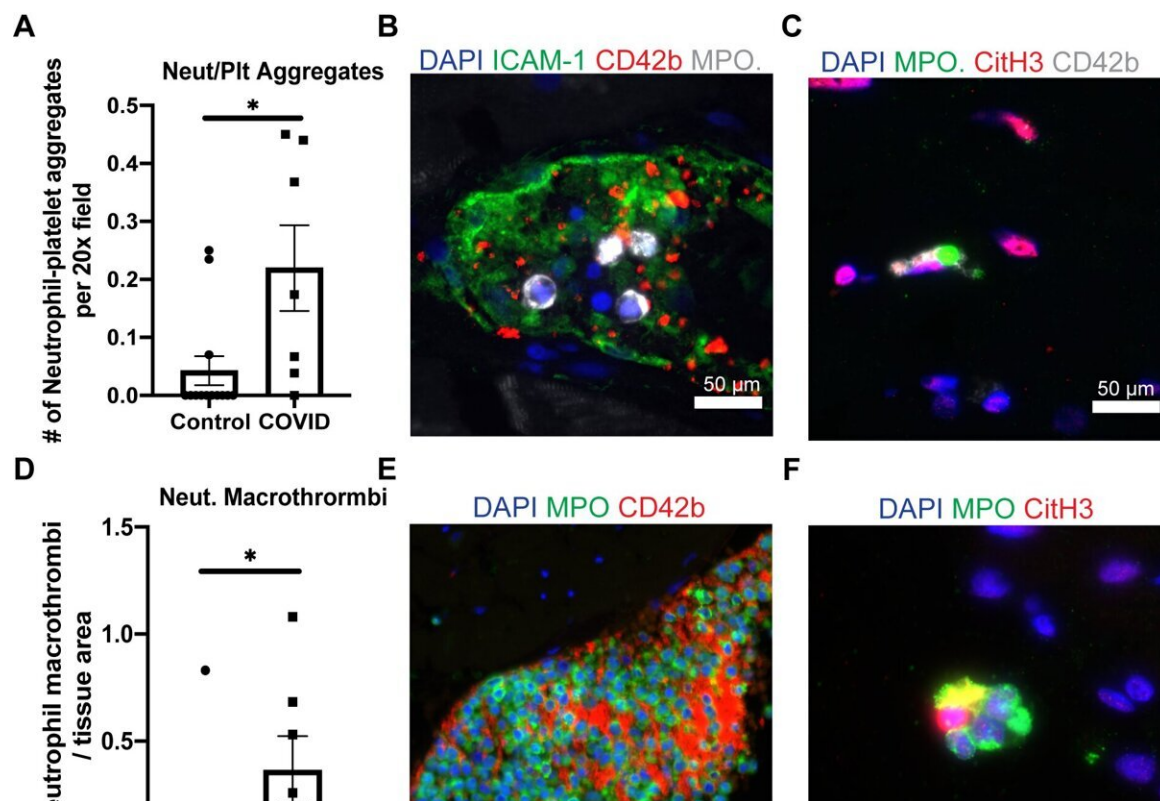 A
Neut/Plt Aggregates
# of Neutrophil-platelet aggregates
per 20x field
0.5
*
0.4
0.3
0.2
0.1
0.0
Control COVID
B
DAPI ICAM-1 CD42b MPO.
50 µm
C
DAPI MPO. CitH3 CD42b
50 µm
D
Neut. Macrothrormbi
macrothrombi
/ tissue area
1.5
*
1.0
0.5
E
DAPI MPO CD42b
F
DAPI MPO CitH3